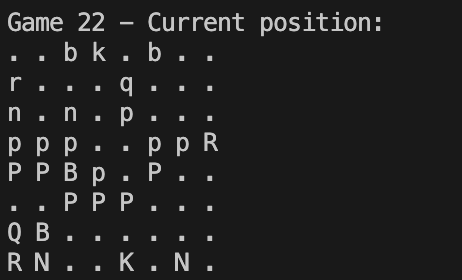 Game 22 – Current position:
. . b k . b . .
r . . . q . . .
n . n . p . . .
p p p . . p p R
P P B p . P . .
. . P P P . . .
Q B . . . . . .
R N . . K . N .